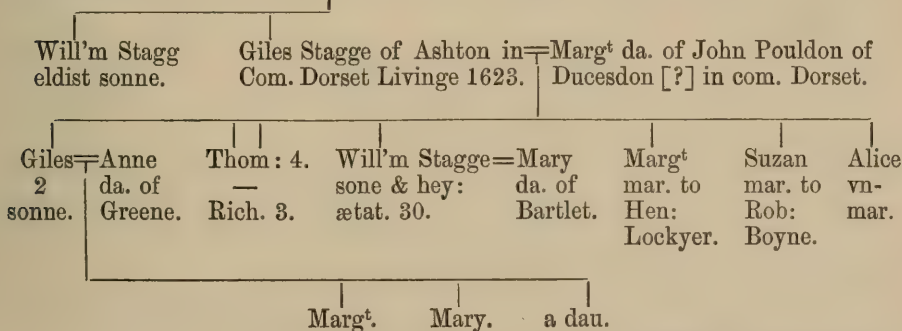 Will'm Stagg
eldist sonne.
Giles Stagge of Ashton in=Margᵗ da. of John Pouldon of
Com. Dorset Livinge 1623. Ducesdon [?] in com. Dorset.
Giles=Anne
2 da. of
sonne. Greene.
Thom: 4.
—
Rich. 3.
Will'm Stagge=Mary
sone & hey: da. of
ætat. 30. Bartlet.
Margᵗ
mar. to
Hen:
Lockyer.
Suzan
mar. to
Rob:
Boyne.
Alice
vn-
mar.
Margᵗ. Mary. a dau.